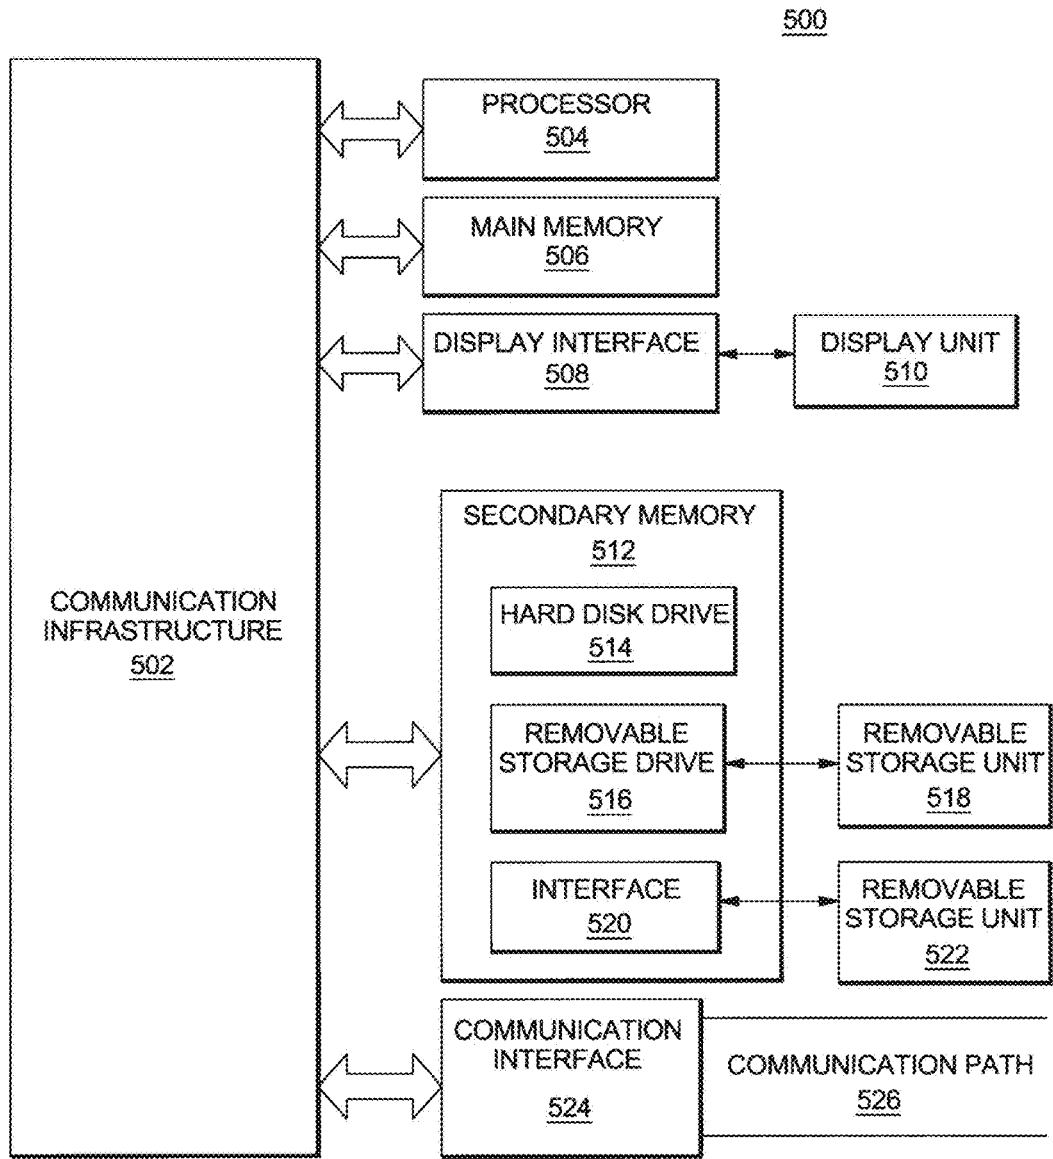 500
PROCESSOR
504
MAIN MEMORY
506
DISPLAY INTERFACE
508
DISPLAY UNIT
510
COMMUNICATION
INFRASTRUCTURE
502
SECONDARY MEMORY
512
HARD DISK DRIVE
514
REMOVABLE
STORAGE DRIVE
516
REMOVABLE
STORAGE UNIT
518
INTERFACE
520
REMOVABLE
STORAGE UNIT
522
COMMUNICATION
INTERFACE
524
COMMUNICATION PATH
526